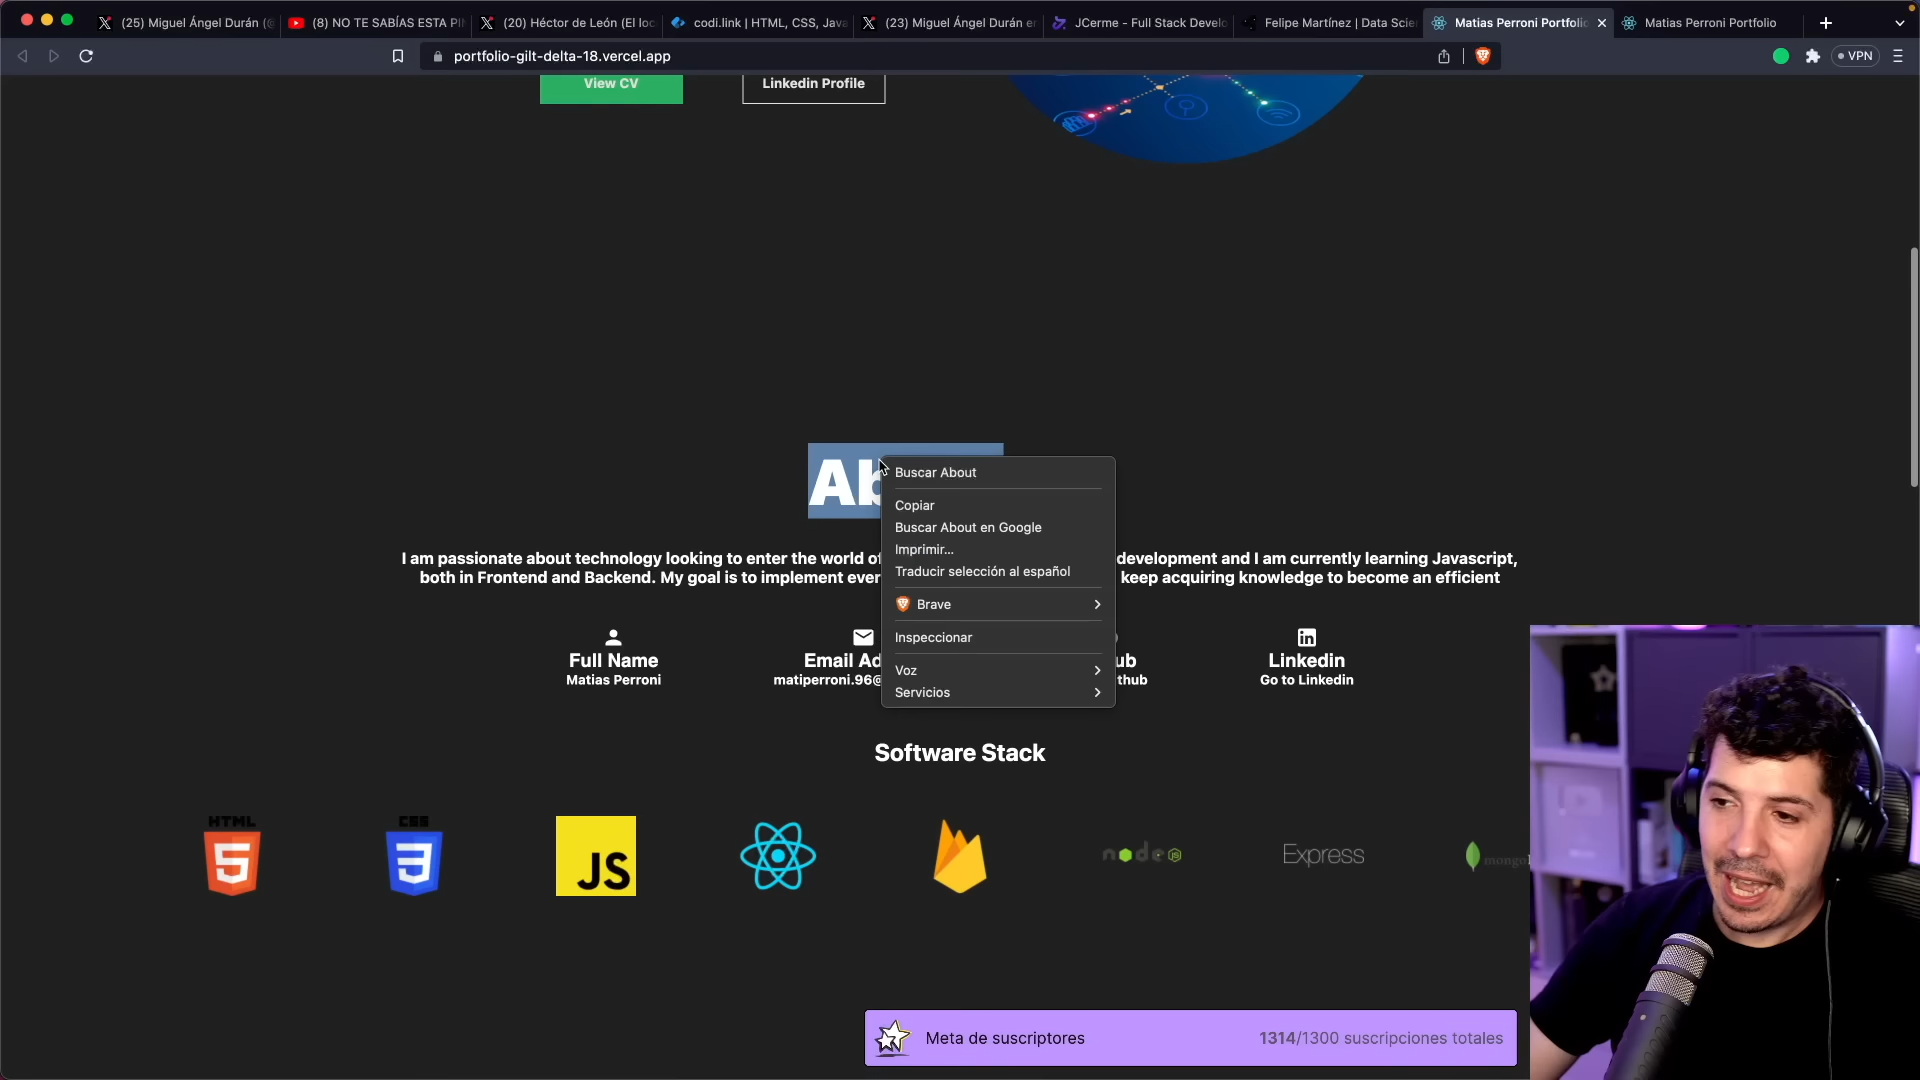 (25) Miguel Ángel Durán (@
(8) NO TE SABÍAS ESTA PI
(20) Héctor de León (El loc
codi.link | HTML, CSS, Java
(23) Miguel Ángel Durán en
JCerme - Full Stack Develo
Felipe Martínez | Data Scie
Matias Perroni Portfolio
Matias Perroni Portfolio
portfolio-gilt-delta-18.vercel.app
VPN
View CV
Linkedin Profile
Ab
Buscar About
Copiar
Buscar About en Google
Imprimir...
Traducir selección al español
Brave
Inspeccionar
Voz
Servicios
I am passionate about technology looking to enter the world of development and I am currently learning Javascript,
both in Frontend and Backend. My goal is to implement ever keep acquiring knowledge to become an efficient
Full Name
Matias Perroni
Email Ad
matiperroni.96@
ub
thub
Linkedin
Go to Linkedin
Software Stack
HTML
5
CSS
3
JS
node
JS
Express
mongo
Meta de suscriptores
1314/1300 suscripciones totales